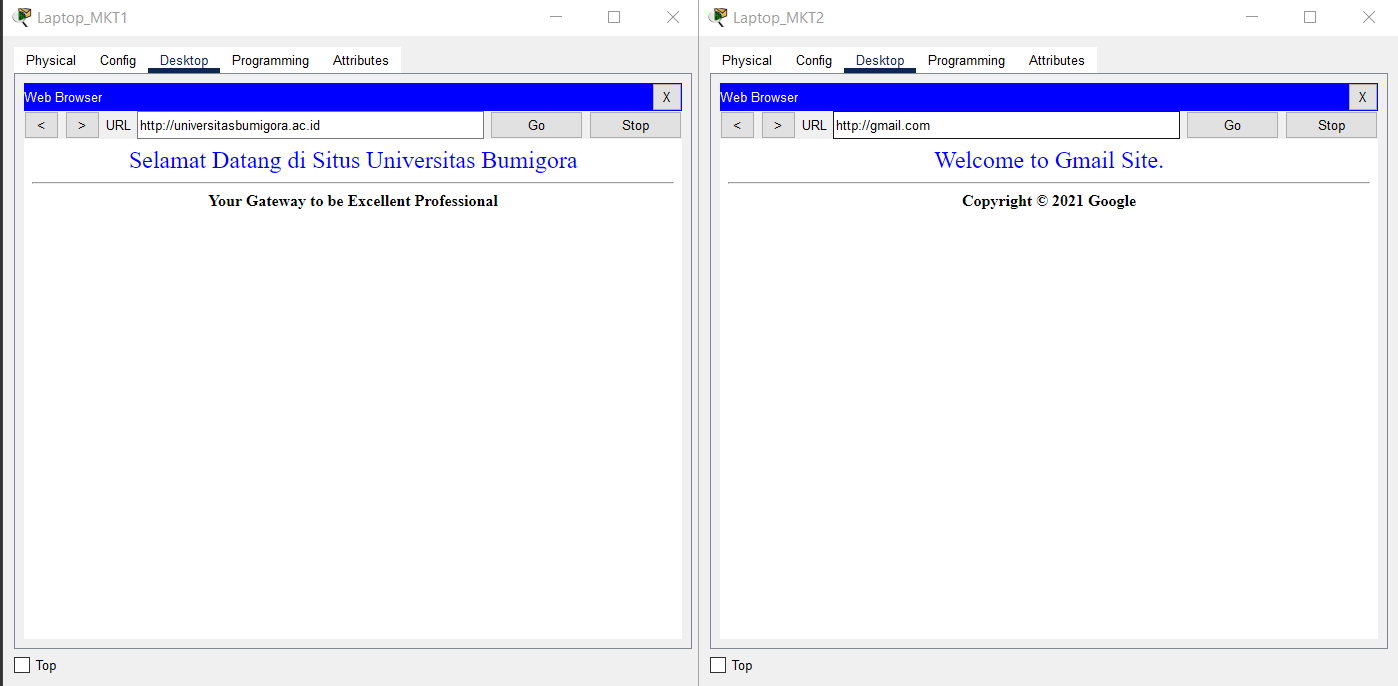 Laptop_MKT1
Physical Config Desktop Programming Attributes
Web Browser X
< > URL http://universitasbumigora.ac.id Go Stop
Selamat Datang di Situs Universitas Bumigora
Your Gateway to be Excellent Professional
Top
Laptop_MKT2
Physical Config Desktop Programming Attributes
Web Browser X
< > URL http://gmail.com Go Stop
Welcome to Gmail Site.
Copyright © 2021 Google
Top